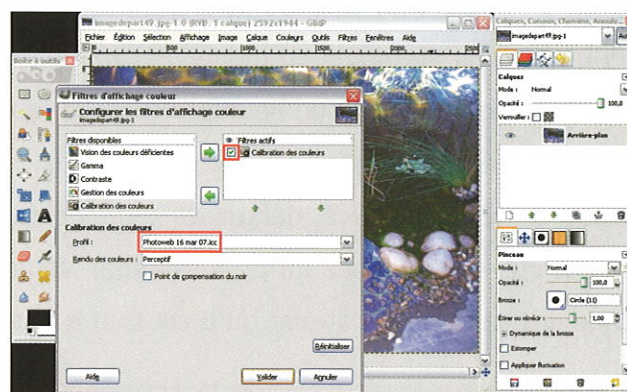 imagedepart49.jpg-1.0 (RVB, 1 calque) 2592x1944 – GIMP
Fichier Édition Sélection Affichage Image Calque Couleurs Outils Filtres Fenêtres Aide
Boîte à outils
Filtres d'affichage couleur
Configurer les filtres d'affichage couleur
imagedepart49.jpg-1
Filtres disponibles
Vision des couleurs déficientes
Gamma
Contraste
Gestion des couleurs
Calibration des couleurs
Filtres actifs
Calibration des couleurs
Calibration des couleurs
Profil : Photoweb 16 mar 07.icc
Rendu des couleurs : Perceptif
Point de compensation du noir
Réinitialiser
Aide Valider Annuler
Calques, Canaux, Chemins, Annule...
imagedepart49.jpg-1
Calques
Mode : Normal
Opacité : 100,0
Verrouiller :
Arrière-plan
Pinceau
Mode : Normal
Opacité : 100,0
Brosse : Circle (11)
Étirer ou rétrécir : 1,00
Dynamique de la brosse
Estomper
Appliquer fluctuation